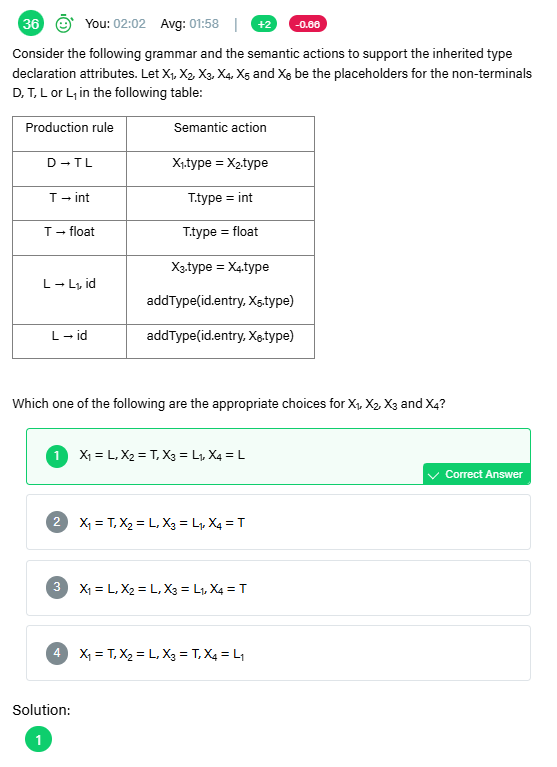 36 You: 02:02 Avg: 01:58 | +2 -0.66
Consider the following grammar and the semantic actions to support the inherited type
declaration attributes. Let X₁, X₂, X₃, X₄, X₅ and X₆ be the placeholders for the non-terminals
D, T, L or L₁ in the following table:
Production rule Semantic action
D → T L X₁.type = X₂.type
T → int T.type = int
T → float T.type = float
L → L₁, id X₃.type = X₄.type
addType(id.entry, X₅.type)
L → id addType(id.entry, X₆.type)
Which one of the following are the appropriate choices for X₁, X₂, X₃ and X₄?
1 X₁ = L, X₂ = T, X₃ = L₁, X₄ = L
Correct Answer
2 X₁ = T, X₂ = L, X₃ = L₁, X₄ = T
3 X₁ = L, X₂ = L, X₃ = L₁, X₄ = T
4 X₁ = T, X₂ = L, X₃ = T, X₄ = L₁
Solution:
1